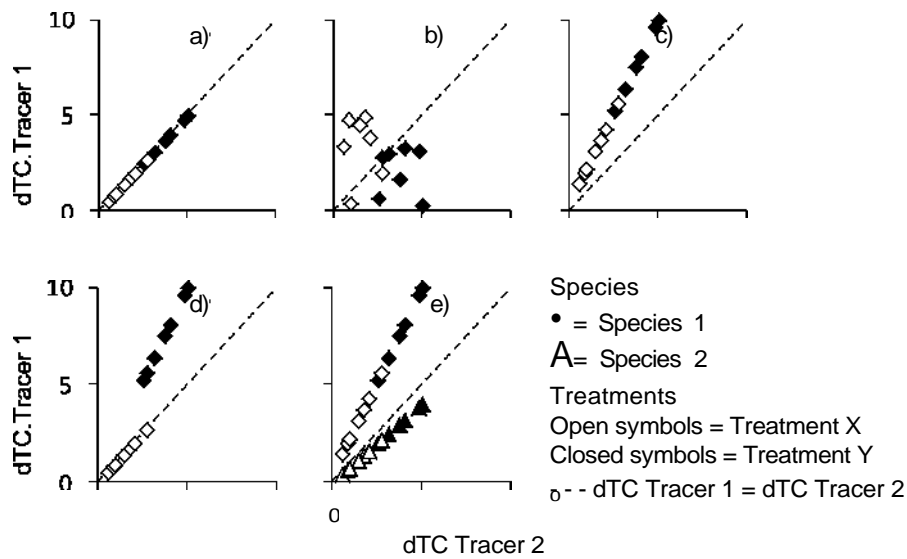 10
a)
b)
c)
dTC.Tracer 1
5
0
10
d)
e)
dTC.Tracer 1
5
0
0
dTC Tracer 2
Species
= Species 1
A= Species 2
Treatments
Open symbols = Treatment X
Closed symbols = Treatment Y
- - dTC Tracer 1 = dTC Tracer 2